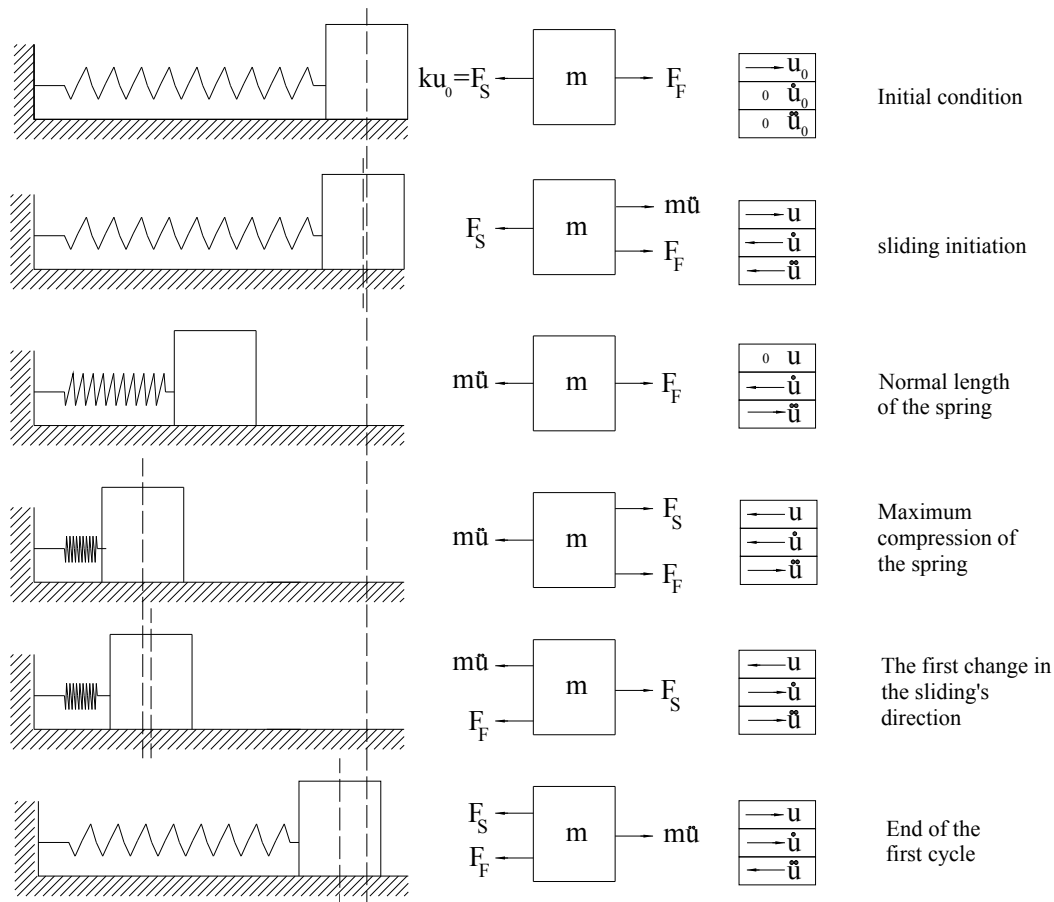 ku₀=F_S m F_F u₀ Initial condition
0 u̇₀
0 ü₀
mü
F_S m F_F u sliding initiation
u̇
ü
0 u
mü m F_F u̇ Normal length
ü of the spring
F_S u Maximum
mü m u̇ compression of
F_F ü the spring
mü u The first change in
m F_S u̇ the sliding's
F_F ü direction
F_S u End of the
m mü u̇ first cycle
F_F ü